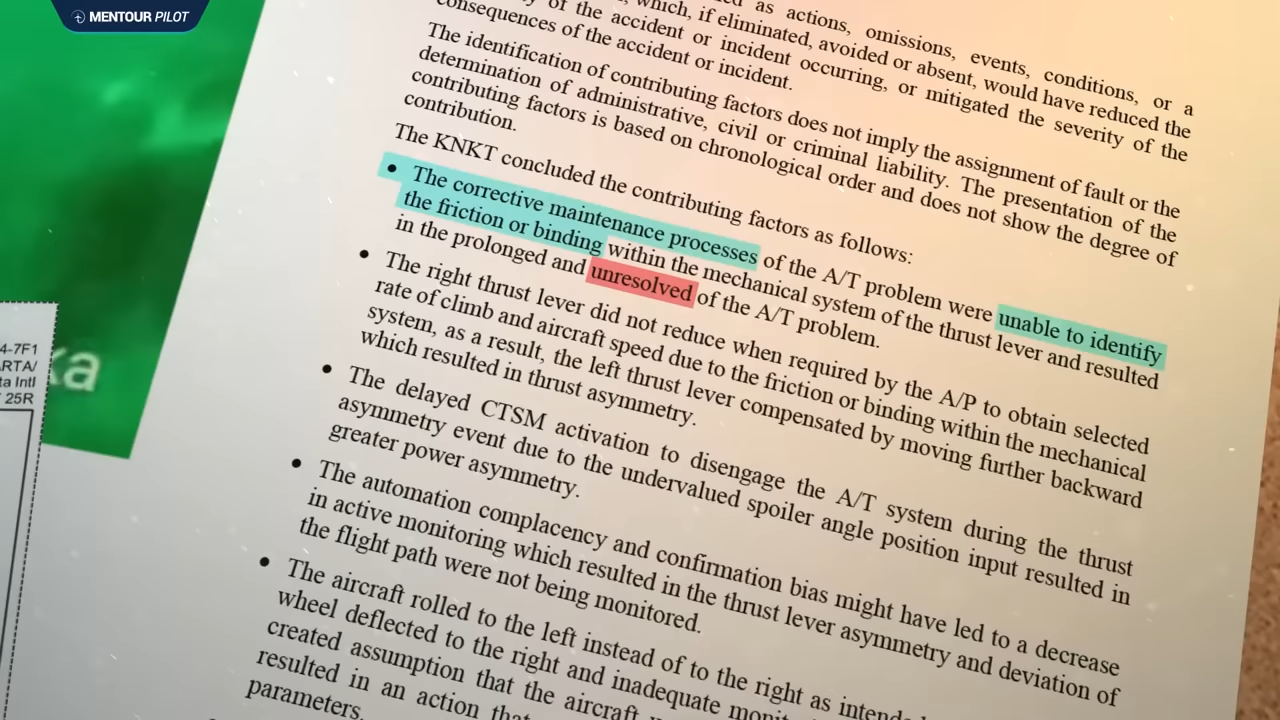 MENTOUR PILOT
as actions, omissions, events, conditions, or a
which, if eliminated, avoided or absent, would have reduced the
of the accident or incident occurring, or mitigated the severity of the
consequences of the accident or incident.
The identification of contributing factors does not imply the assignment of fault or the
determination of administrative, civil or criminal liability. The presentation of the
contributing factors is based on chronological order and does not show the degree of
contribution.
The KNKT concluded the contributing factors as follows:
• The corrective maintenance processes of the A/T problem were unable to identify
the friction or binding within the mechanical system of the thrust lever and resulted
in the prolonged and unresolved of the A/T problem.
• The right thrust lever did not reduce when required by the A/P to obtain selected
rate of climb and aircraft speed due to the friction or binding within the mechanical
system, as a result, the left thrust lever compensated by moving further backward
which resulted in thrust asymmetry.
• The delayed CTSM activation to disengage the A/T system during the thrust
asymmetry event due to the undervalued spoiler angle position input resulted in
greater power asymmetry.
• The automation complacency and confirmation bias might have led to a decrease
in active monitoring which resulted in the thrust lever asymmetry and deviation of
the flight path were not being monitored.
• The aircraft rolled to the left instead of to the right as
wheel deflected to the right and inadequate
created assumption that the aircraft
resulted in an action that
parameters.
4-7F1
RTA/
ta Intl
25R
ka